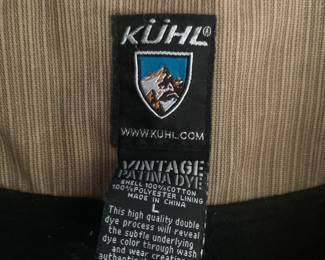 KÜHL®
WWW.KUHL.COM
VINTAGE
PATINA DYE
SHELL 100% COTTON
100% POLYESTER LINING
MADE IN CHINA
L
This high quality double
dye process will reveal
the subtle underlying
dye color through wash
and wear creating